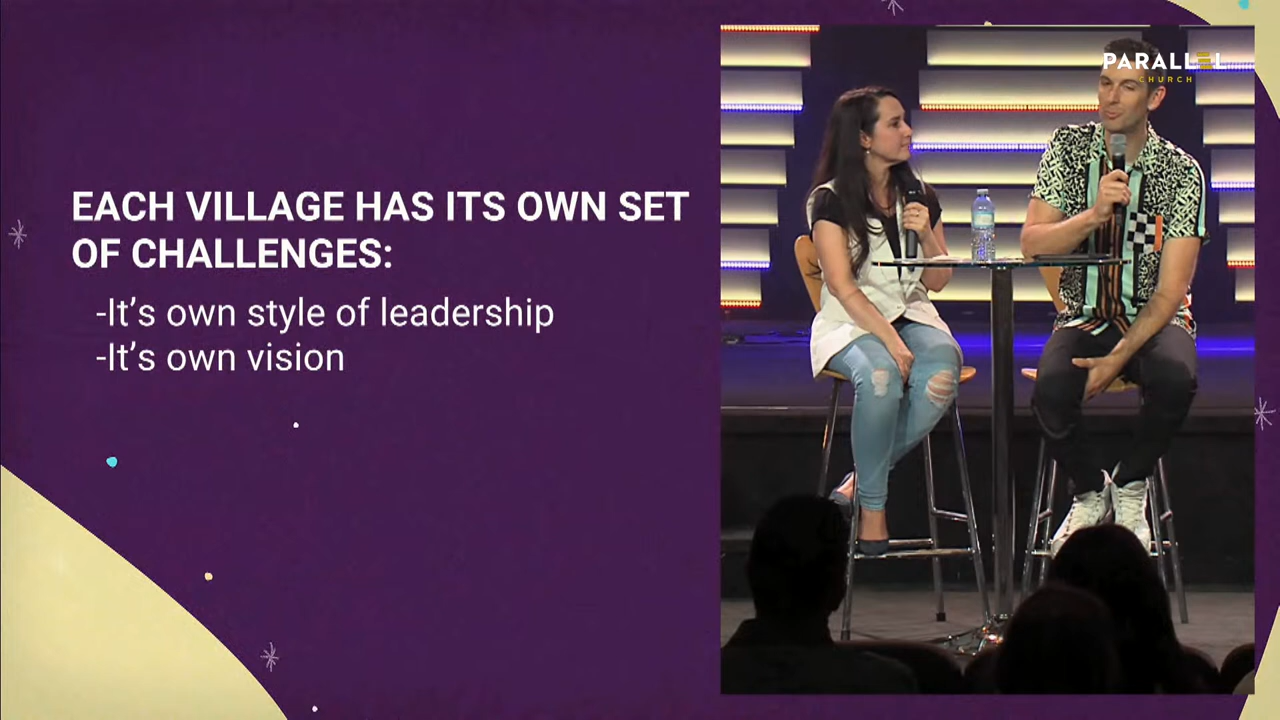 PARALLEL
CHURCH
EACH VILLAGE HAS ITS OWN SET
OF CHALLENGES:
-It’s own style of leadership
-It’s own vision